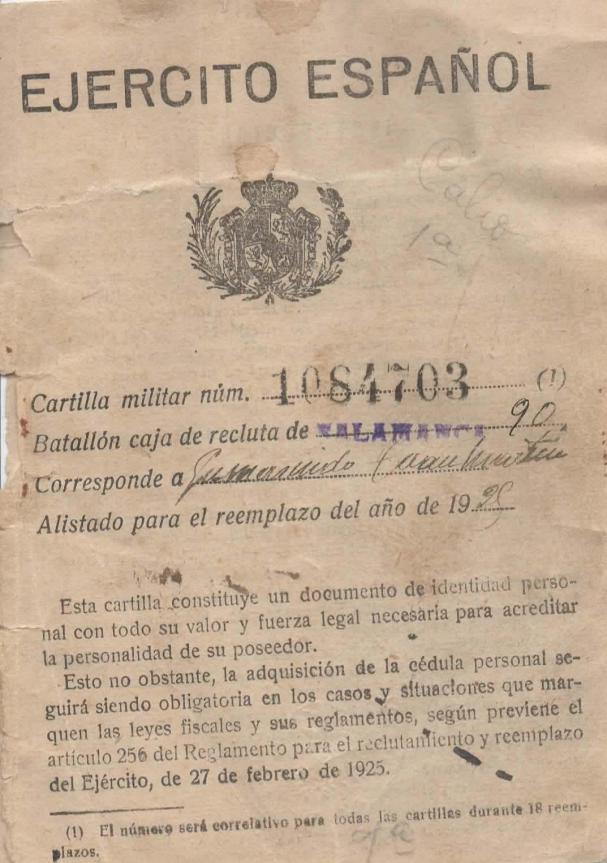 EJERCITO ESPAÑOL
1ª
Cartilla militar núm. 1084703 (1)
Batallón caja de recluta de SALAMANCA 90
Corresponde a
Alistado para el reemplazo del año de 19
Esta cartilla constituye un documento de identidad perso-
nal con todo su valor y fuerza legal necesaria para acreditar
la personalidad de su poseedor.
Esto no obstante, la adquisición de la cédula personal se-
guirá siendo obligatoria en los casos y situaciones que mar-
quen las leyes fiscales y sus reglamentos, según previene el
artículo 256 del Reglamento para el reclutamiento y reemplazo
del Ejército, de 27 de febrero de 1925.
(1) El número será correlativo para todas las cartillas durante 18 reem-
plazos.